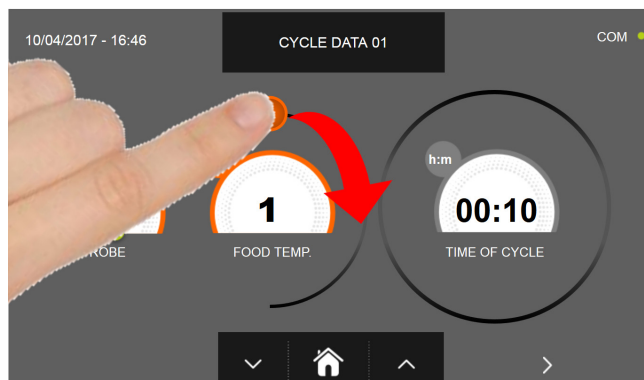 10/04/2017 - 16:46
CYCLE DATA 01
COM
h:m
1
00:10
ROBE
FOOD TEMP.
TIME OF CYCLE